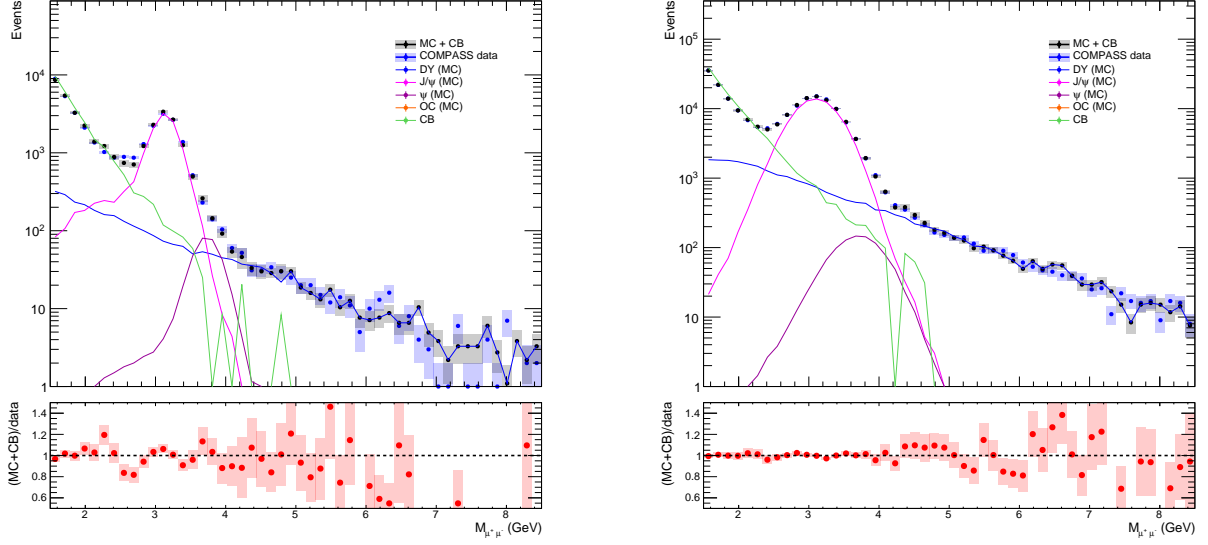 Events
10⁴
10³
10²
10
1
MC + CB
COMPASS data
DY (MC)
J/ψ (MC)
ψ (MC)
OC (MC)
CB
(MC+CB)/data
1.4
1.2
1
0.8
0.6
2 3 4 5 6 7 8
M_μ⁺μ⁻ (GeV)
Events
10⁵
10⁴
10³
10²
10
1
MC + CB
COMPASS data
DY (MC)
J/ψ (MC)
ψ (MC)
OC (MC)
CB
(MC+CB)/data
1.4
1.2
1
0.8
0.6
2 3 4 5 6 7 8
M_μ⁺μ⁻ (GeV)